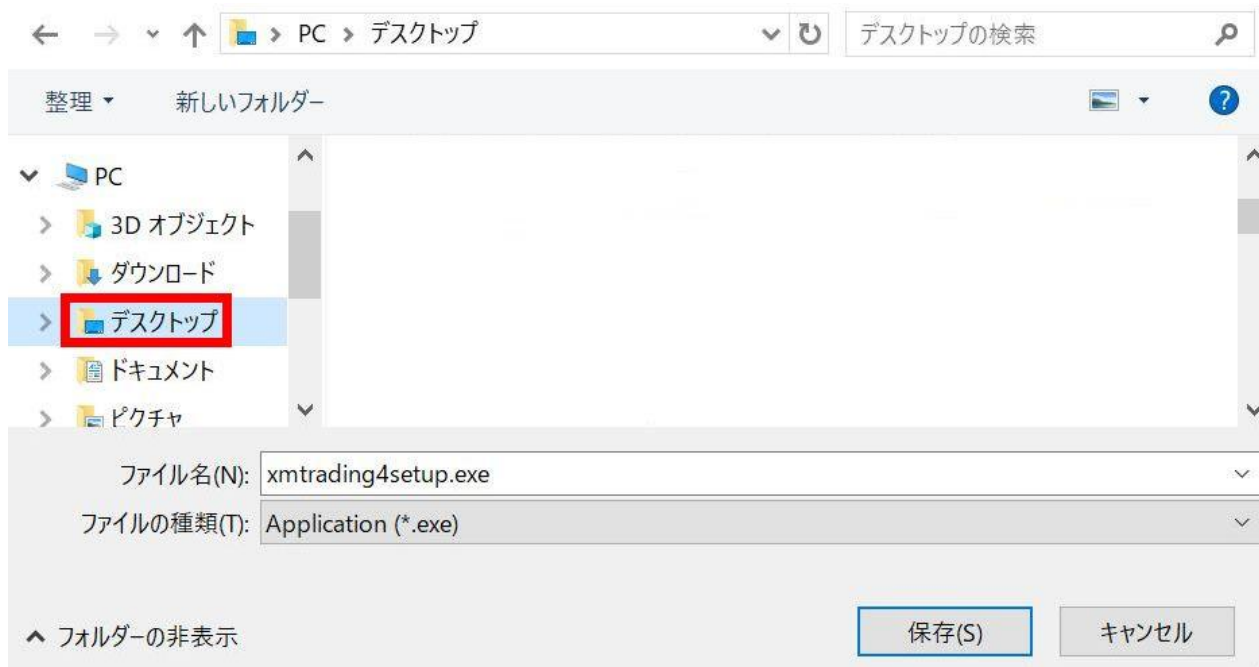 PC > デスクトップ
デスクトップの検索
整理
新しいフォルダー
PC
3D オブジェクト
ダウンロード
デスクトップ
ドキュメント
ピクチャ
ファイル名(N): xmtrading4setup.exe
ファイルの種類(T): Application (*.exe)
フォルダーの非表示
保存(S)
キャンセル